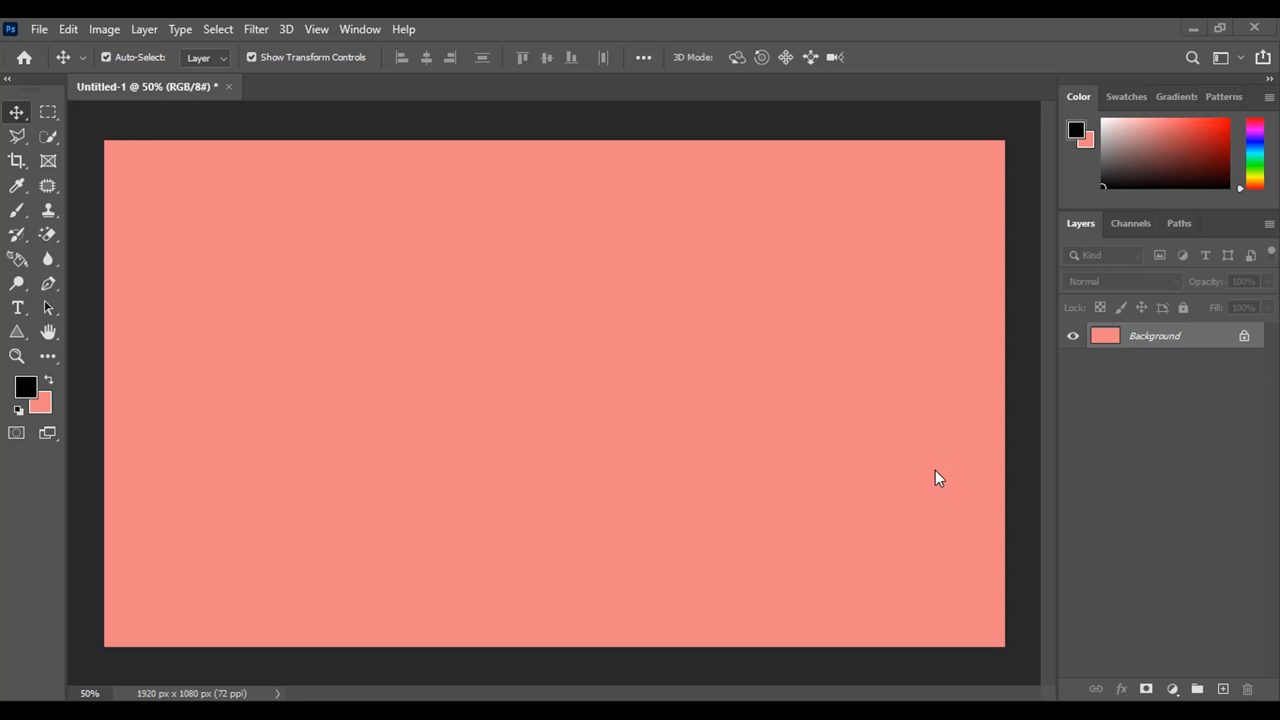 Ps File Edit Image Layer Type Select Filter 3D View Window Help
Auto-Select: Layer Show Transform Controls 3D Mode:
Untitled-1 @ 50% (RGB/8#) *
Color Swatches Gradients Patterns
Layers Channels Paths
Kind
Normal Opacity: 100%
Lock: Fill: 100%
Background
T
fx
50% 1920 px x 1080 px (72 ppi)